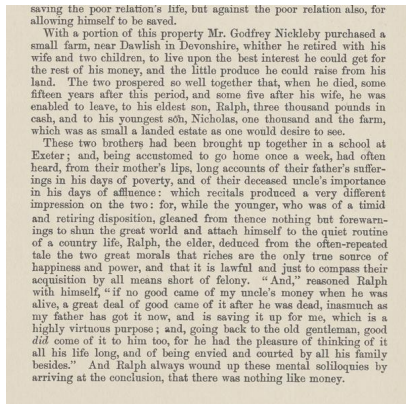 saving the poor relation's life, but against the poor relation also, for
allowing himself to be saved.
With a portion of this property Mr. Godfrey Nickleby purchased a
small farm, near Dawlish in Devonshire, whither he retired with his
wife and two children, to live upon the best interest he could get for
the rest of his money, and the little produce he could raise from his
land. The two prospered so well together that, when he died, some
fifteen years after this period, and some five after his wife, he was
enabled to leave, to his eldest son, Ralph, three thousand pounds in
cash, and to his youngest son, Nicholas, one thousand and the farm,
which was as small a landed estate as one would desire to see.
These two brothers had been brought up together in a school at
Exeter; and, being accustomed to go home once a week, had often
heard, from their mother's lips, long accounts of their father's suffer-
ings in his days of poverty, and of their deceased uncle's importance
in his days of affluence: which recitals produced a very different
impression on the two: for, while the younger, who was of a timid
and retiring disposition, gleaned from thence nothing but forewarn-
ings to shun the great world and attach himself to the quiet routine
of a country life, Ralph, the elder, deduced from the often-repeated
tale the two great morals that riches are the only true source of
happiness and power, and that it is lawful and just to compass their
acquisition by all means short of felony. "And," reasoned Ralph
with himself, "if no good came of my uncle's money when he was
alive, a great deal of good came of it after he was dead, inasmuch as
my father has got it now, and is saving it up for me, which is a
highly virtuous purpose; and, going back to the old gentleman, good
did come of it to him too, for he had the pleasure of thinking of it
all his life long, and of being envied and courted by all his family
besides." And Ralph always wound up these mental soliloquies by
arriving at the conclusion, that there was nothing like money.